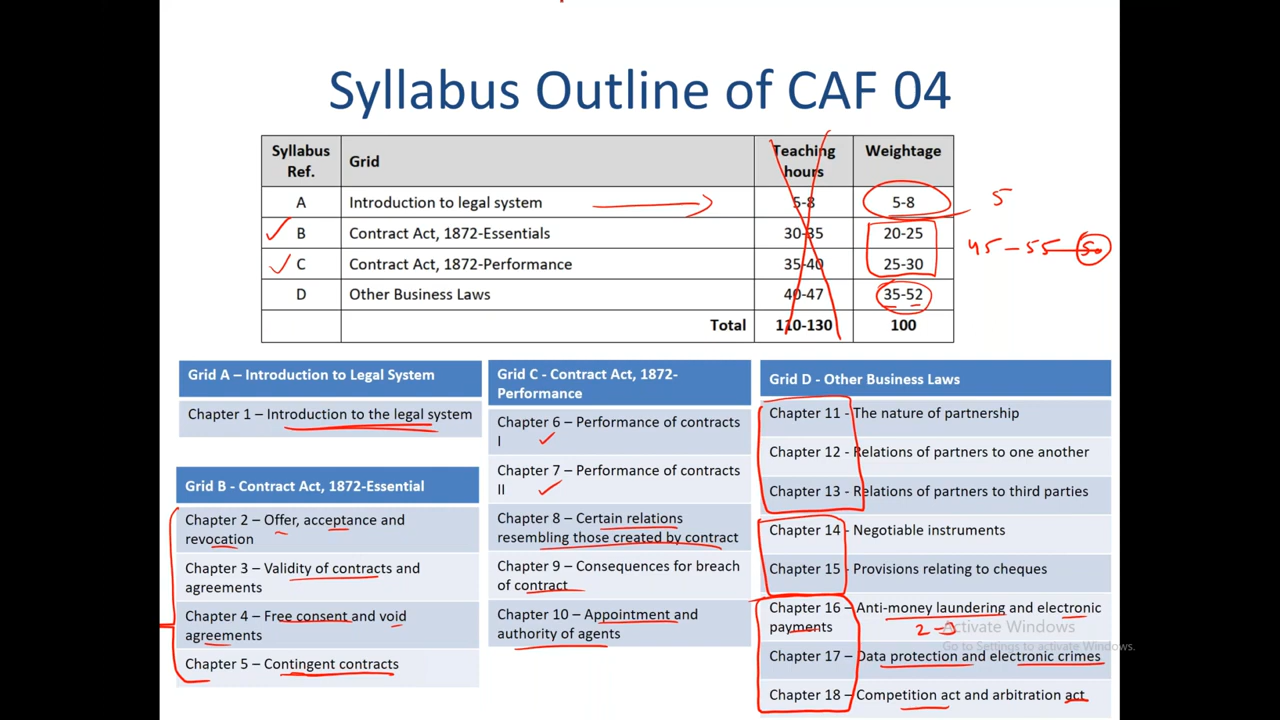 Syllabus Outline of CAF 04
Syllabus Ref. Grid Teaching hours Weightage
A Introduction to legal system 5-8 5-8 5
B Contract Act, 1872-Essentials 30-35 20-25
45-55 50
C Contract Act, 1872-Performance 35-40 25-30
D Other Business Laws 40-47 35-52
Total 110-130 100
Grid A – Introduction to Legal System
Chapter 1 – Introduction to the legal system
Grid B - Contract Act, 1872-Essential
Chapter 2 – Offer, acceptance and
revocation
Chapter 3 – Validity of contracts and
agreements
Chapter 4 – Free consent and void
agreements
Chapter 5 – Contingent contracts
Grid C - Contract Act, 1872-
Performance
Chapter 6 – Performance of contracts
I
Chapter 7 – Performance of contracts
II
Chapter 8 – Certain relations
resembling those created by contract
Chapter 9 – Consequences for breach
of contract
Chapter 10 – Appointment and
authority of agents
Grid D - Other Business Laws
Chapter 11 - The nature of partnership
Chapter 12 - Relations of partners to one another
Chapter 13 - Relations of partners to third parties
Chapter 14 - Negotiable instruments
Chapter 15 - Provisions relating to cheques
Chapter 16 – Anti-money laundering and electronic
payments
Chapter 17 – Data protection and electronic crimes
Chapter 18 – Competition act and arbitration act
Activate Windows
Go to Settings to activate Windows.